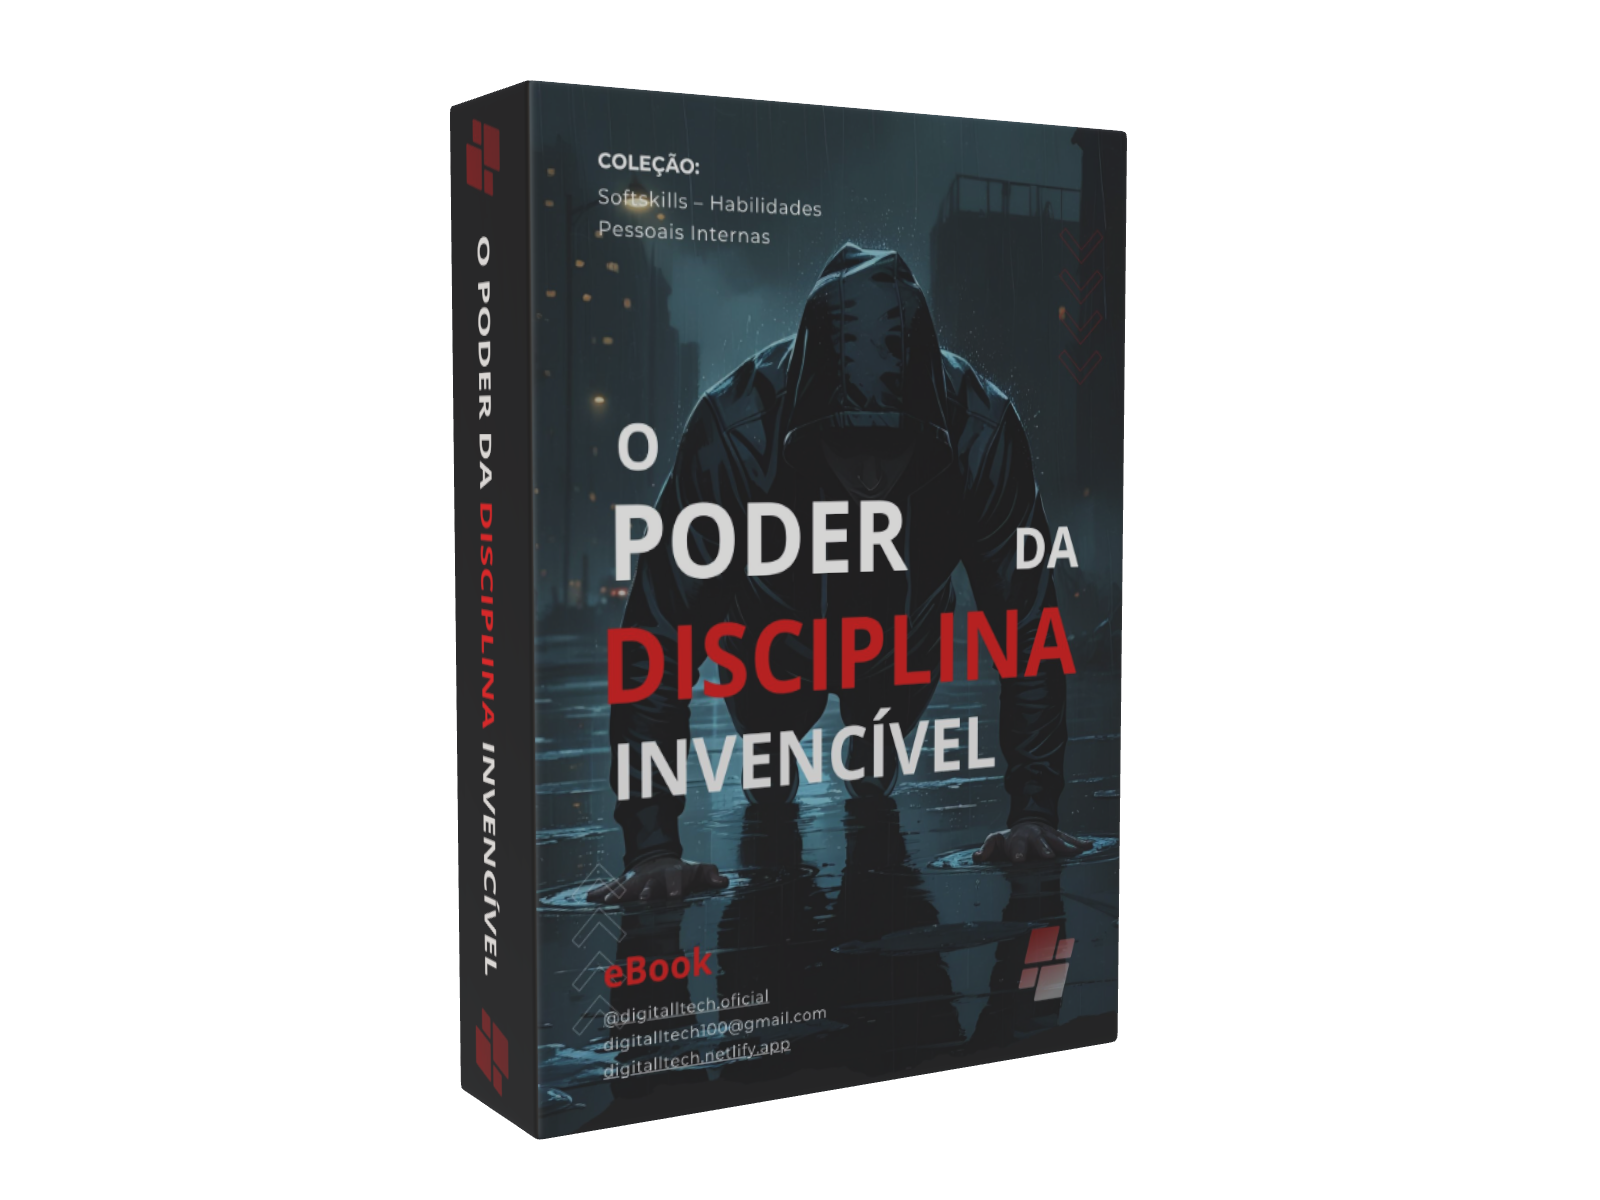 O PODER DA DISCIPLINA INVENCÍVEL
COLEÇÃO:
Softskills – Habilidades
Pessoais Internas
O
PODER DA
DISCIPLINA
INVENCÍVEL
eBook
@digitalltech.oficial
digitalltech100@gmail.com
digitalltech.netlify.app